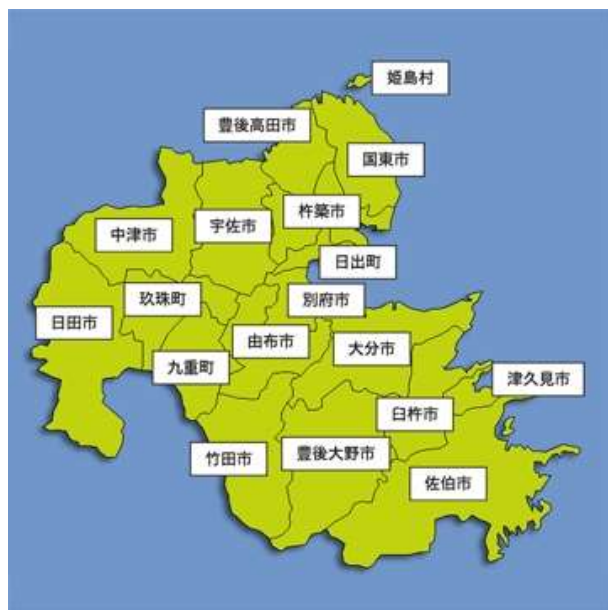 姫島村
豊後高田市
国東市
杵築市
宇佐市
中津市
日出町
玖珠町
別府市
日田市
由布市
大分市
九重町
津久見市
臼杵市
竹田市
豊後大野市
佐伯市